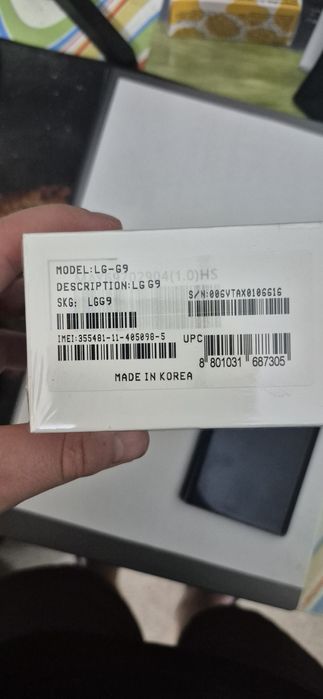 MODEL:LG-G9
DESCRIPTION:LG G9
SKG: LGG9
S/N:006VTAX0106616
IMEI:355481-11-405098-5
UPC
8 801031 687305
MADE IN KOREA